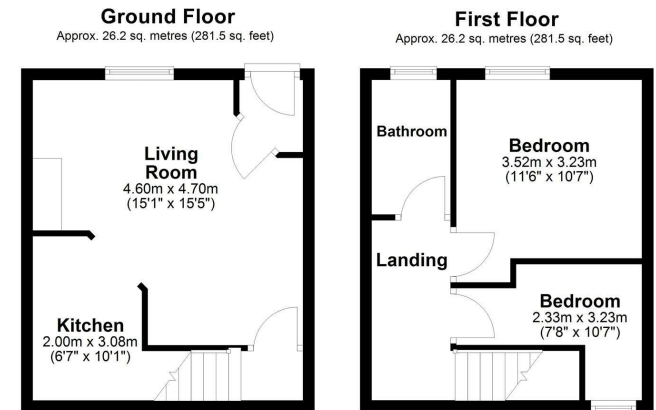 Ground Floor
Approx. 26.2 sq. metres (281.5 sq. feet)
Living
Room
4.60m x 4.70m
(15'1" x 15'5")
Kitchen
2.00m x 3.08m
(6'7" x 10'1")
First Floor
Approx. 26.2 sq. metres (281.5 sq. feet)
Bathroom
Bedroom
3.52m x 3.23m
(11'6" x 10'7")
Landing
Bedroom
2.33m x 3.23m
(7'8" x 10'7")